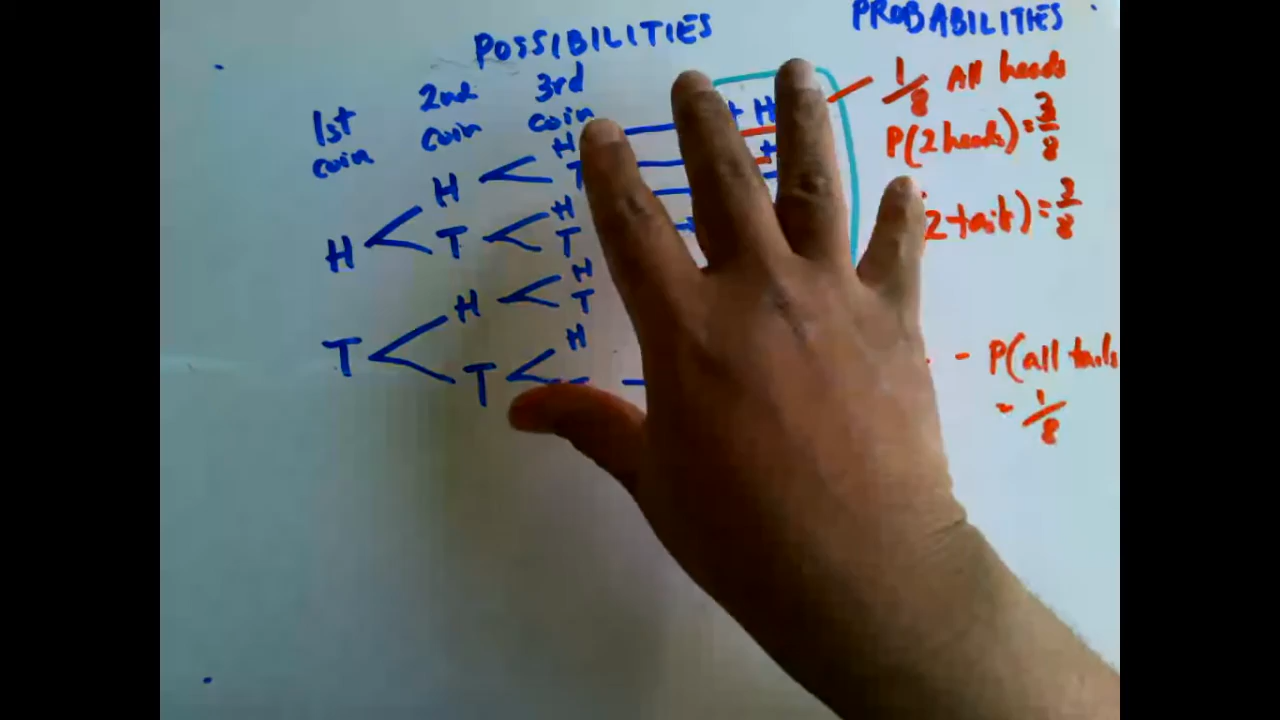 POSSIBILITIES
PROBABILITIES
1st coin
2nd coin
3rd coin
H
T
H
T
H
T
H
T
H
T
H
T
H
H
+ H
+
1/8 All heads
P(2 heads) = 3/8
2 tails) = 3/8
- P(all tails
= 1/8